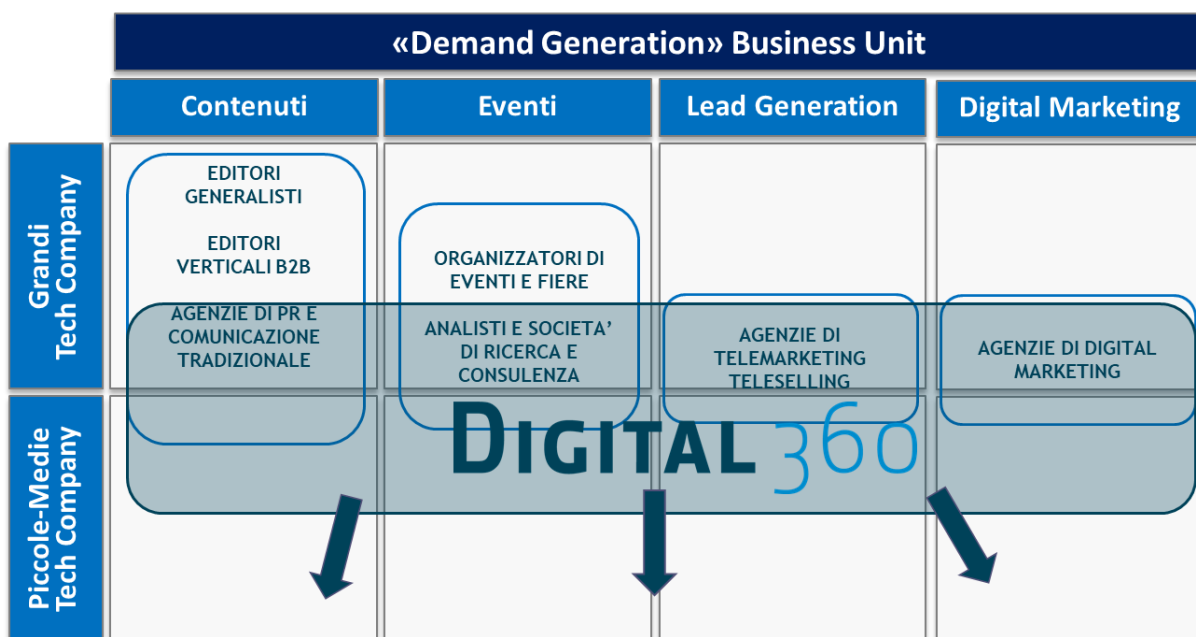 «Demand Generation» Business Unit
Contenuti
Eventi
Lead Generation
Digital Marketing
Grandi
Tech Company
EDITORI
GENERALISTI
EDITORI
VERTICALI B2B
AGENZIE DI PR E
COMUNICAZIONE
TRADIZIONALE
ORGANIZZATORI DI
EVENTI E FIERE
ANALISTI E SOCIETA’
DI RICERCA E
CONSULENZA
AGENZIE DI
TELEMARKETING
TELESELLING
AGENZIE DI DIGITAL
MARKETING
Piccole-Medie
Tech Company
DIGITAL 360